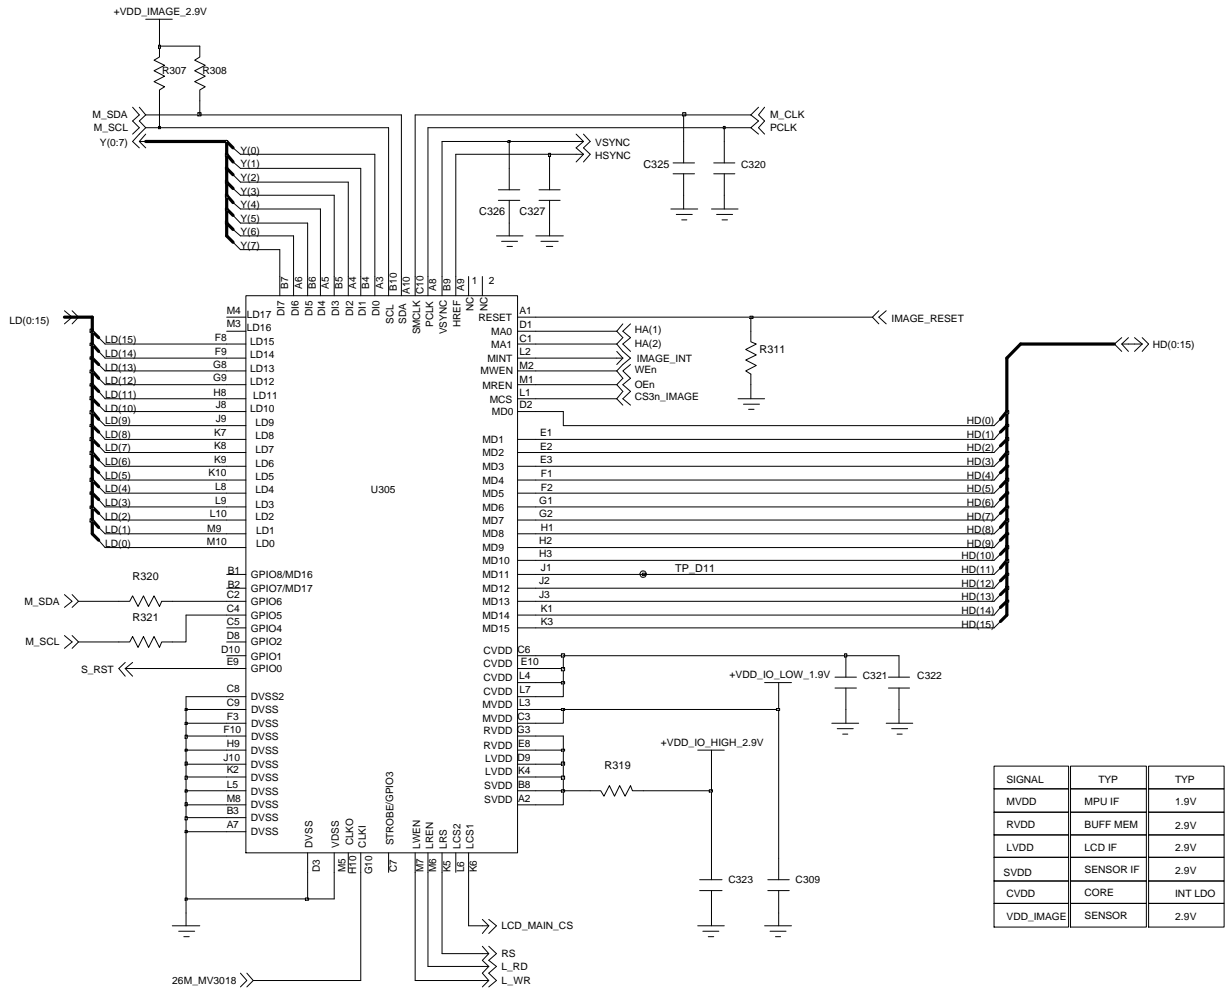 +VDD_IMAGE_2.9V
R307
R308
M_SDA
M_SCL
Y(0:7)
M_CLK
PCLK
VSYNC
HSYNC
Y(0)
Y(1)
Y(2)
Y(3)
Y(4)
Y(5)
Y(6)
Y(7)
C325
C320
C326
C327
B7
A6
B6
A5
B5
A4
B4
A3
B10
A10
C10
A8
B9
A9
1
2
DI7
DI6
DI5
DI4
DI3
DI2
DI1
DI0
SCL
SDA
SMCLK
PCLK
VSYNC
HREF
NC
NC
LD(0:15)
M4 LD17
M3 LD16
LD(15) F8 LD15
LD(14) F9 LD14
LD(13) G8 LD13
LD(12) G9 LD12
LD(11) H8 LD11
LD(10) J8 LD10
LD(9) J9 LD9
LD(8) K7 LD8
LD(7) K8 LD7
LD(6) K9 LD6
LD(5) K10 LD5
LD(4) L8 LD4
LD(3) L9 LD3
LD(2) L10 LD2
LD(1) M9 LD1
LD(0) M10 LD0
U305
RESET A1 IMAGE_RESET
MA0 D1 HA(1)
MA1 C1 HA(2)
MINT L2 IMAGE_INT
MWEN M2 WEn
MREN M1 OEn
MCS L1 CS3n_IMAGE
R311
HD(0:15)
MD0 D2 HD(0)
MD1 E1 HD(1)
MD2 E2 HD(2)
MD3 E3 HD(3)
MD4 F1 HD(4)
MD5 F2 HD(5)
MD6 G1 HD(6)
MD7 G2 HD(7)
MD8 H1 HD(8)
MD9 H2 HD(9)
MD10 H3 HD(10)
MD11 J1 TP_D11 HD(11)
MD12 J2 HD(12)
MD13 J3 HD(13)
MD14 K1 HD(14)
MD15 K3 HD(15)
B1 GPIO8/MD16
B2 GPIO7/MD17
M_SDA R320 C2 GPIO6
M_SCL R321 C4 GPIO5
C5 GPIO4
D8 GPIO2
D10 GPIO1
S_RST E9 GPIO0
C8 DVSS2
C9 DVSS
F3 DVSS
F10 DVSS
H9 DVSS
J10 DVSS
K2 DVSS
L5 DVSS
M8 DVSS
B3 DVSS
A7 DVSS
CVDD C6
CVDD E10
CVDD L4
CVDD L7
MVDD L3
MVDD C3
RVDD G3
RVDD E8
LVDD D9
LVDD K4
SVDD B8
SVDD A2
+VDD_IO_LOW_1.9V
C321
C322
+VDD_IO_HIGH_2.9V
R319
C323
C309
DVSS
VDSS
CLKO
CLKI
STROBE/GPIO3
LWEN
LREN
LRS
LCS2
LCS1
D3
M5
H10
G10
C7
M7
M6
K5
L6
K6
LCD_MAIN_CS
RS
L_RD
L_WR
26M_MV3018
SIGNAL TYP TYP
MVDD MPU IF 1.9V
RVDD BUFF MEM 2.9V
LVDD LCD IF 2.9V
SVDD SENSOR IF 2.9V
CVDD CORE INT LDO
VDD_IMAGE SENSOR 2.9V